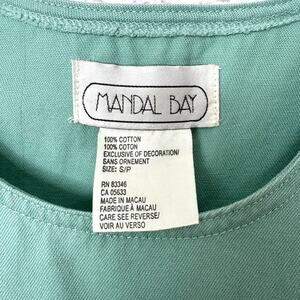 MANDAL BAY
100% COTTON
100% COTON
EXCLUSIVE OF DECORATION/
SANS ORNEMENT
SIZE: S/P
RN 83346
CA 05633
MADE IN MACAU
FABRIQUE À MACAU
CARE SEE REVERSE/
VOIR AU VERSO